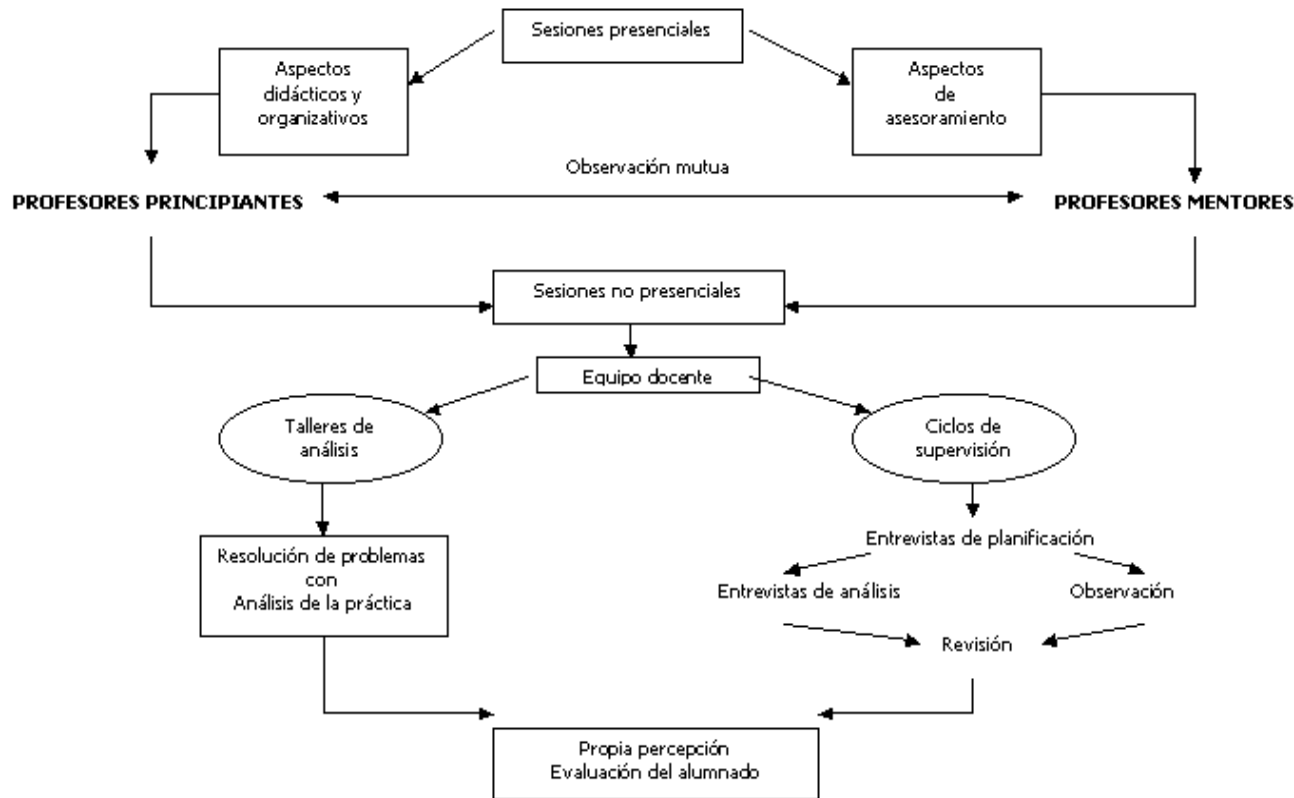 Sesiones presenciales
Aspectos
didácticos y
organizativos
Aspectos
de
asesoramiento
Observación mutua
PROFESORES PRINCIPIANTES
PROFESORES MENTORES
Sesiones no presenciales
Equipo docente
Talleres de
análisis
Ciclos de
supervisión
Resolución de problemas
con
Análisis de la práctica
Entrevistas de planificación
Entrevistas de análisis
Observación
Revisión
Propia percepción
Evaluación del alumnado